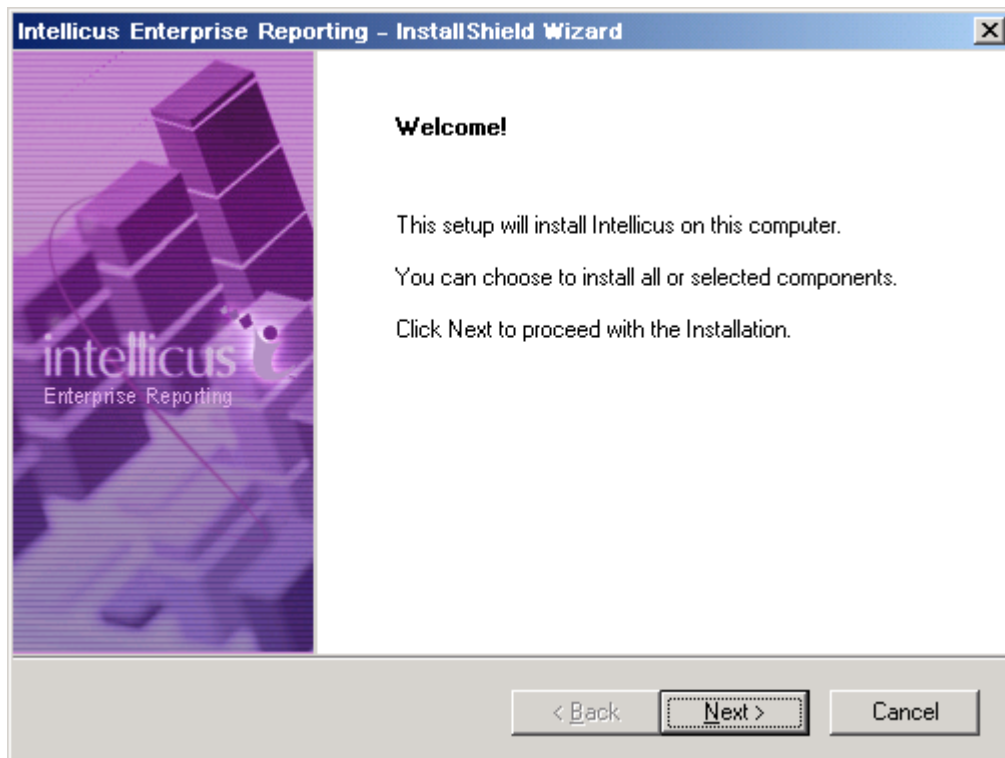 Intellicus Enterprise Reporting - InstallShield Wizard
Welcome!
This setup will install Intellicus on this computer.
You can choose to install all or selected components.
Click Next to proceed with the Installation.
intellicus
Enterprise Reporting
< Back
Next >
Cancel